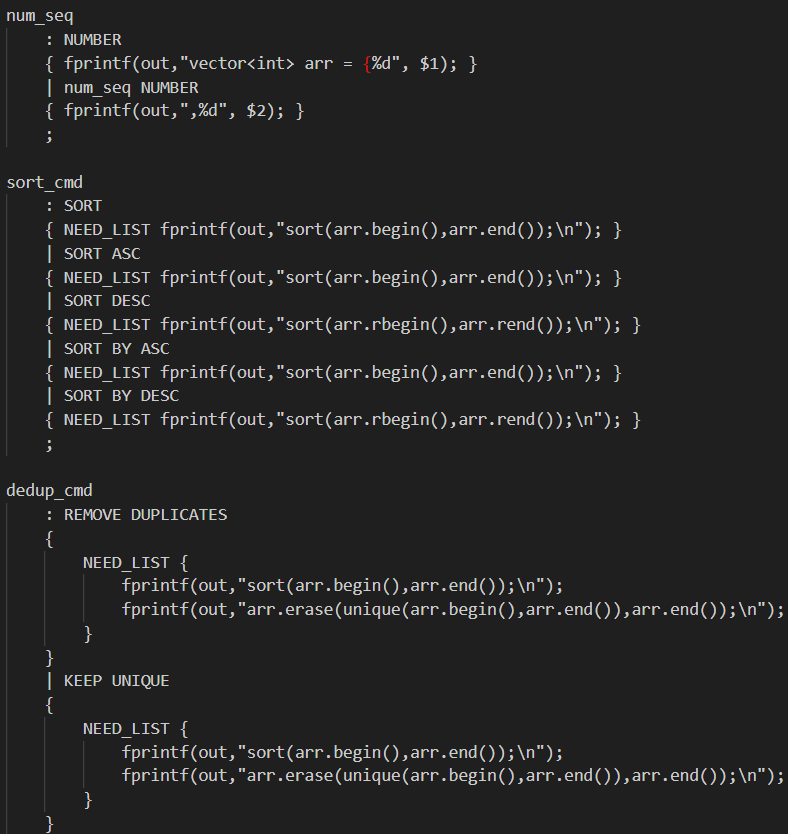 num_seq
    : NUMBER
    { fprintf(out,"vector<int> arr = {%d", $1); }
    | num_seq NUMBER
    { fprintf(out,",%d", $2); }
    ;

sort_cmd
    : SORT
    { NEED_LIST fprintf(out,"sort(arr.begin(),arr.end());\n"); }
    | SORT ASC
    { NEED_LIST fprintf(out,"sort(arr.begin(),arr.end());\n"); }
    | SORT DESC
    { NEED_LIST fprintf(out,"sort(arr.rbegin(),arr.rend());\n"); }
    | SORT BY ASC
    { NEED_LIST fprintf(out,"sort(arr.begin(),arr.end());\n"); }
    | SORT BY DESC
    { NEED_LIST fprintf(out,"sort(arr.rbegin(),arr.rend());\n"); }
    ;

dedup_cmd
    : REMOVE DUPLICATES
    {
        NEED_LIST {
            fprintf(out,"sort(arr.begin(),arr.end());\n");
            fprintf(out,"arr.erase(unique(arr.begin(),arr.end()),arr.end());\n");
        }
    }
    | KEEP UNIQUE
    {
        NEED_LIST {
            fprintf(out,"sort(arr.begin(),arr.end());\n");
            fprintf(out,"arr.erase(unique(arr.begin(),arr.end()),arr.end());\n");
        }
    }